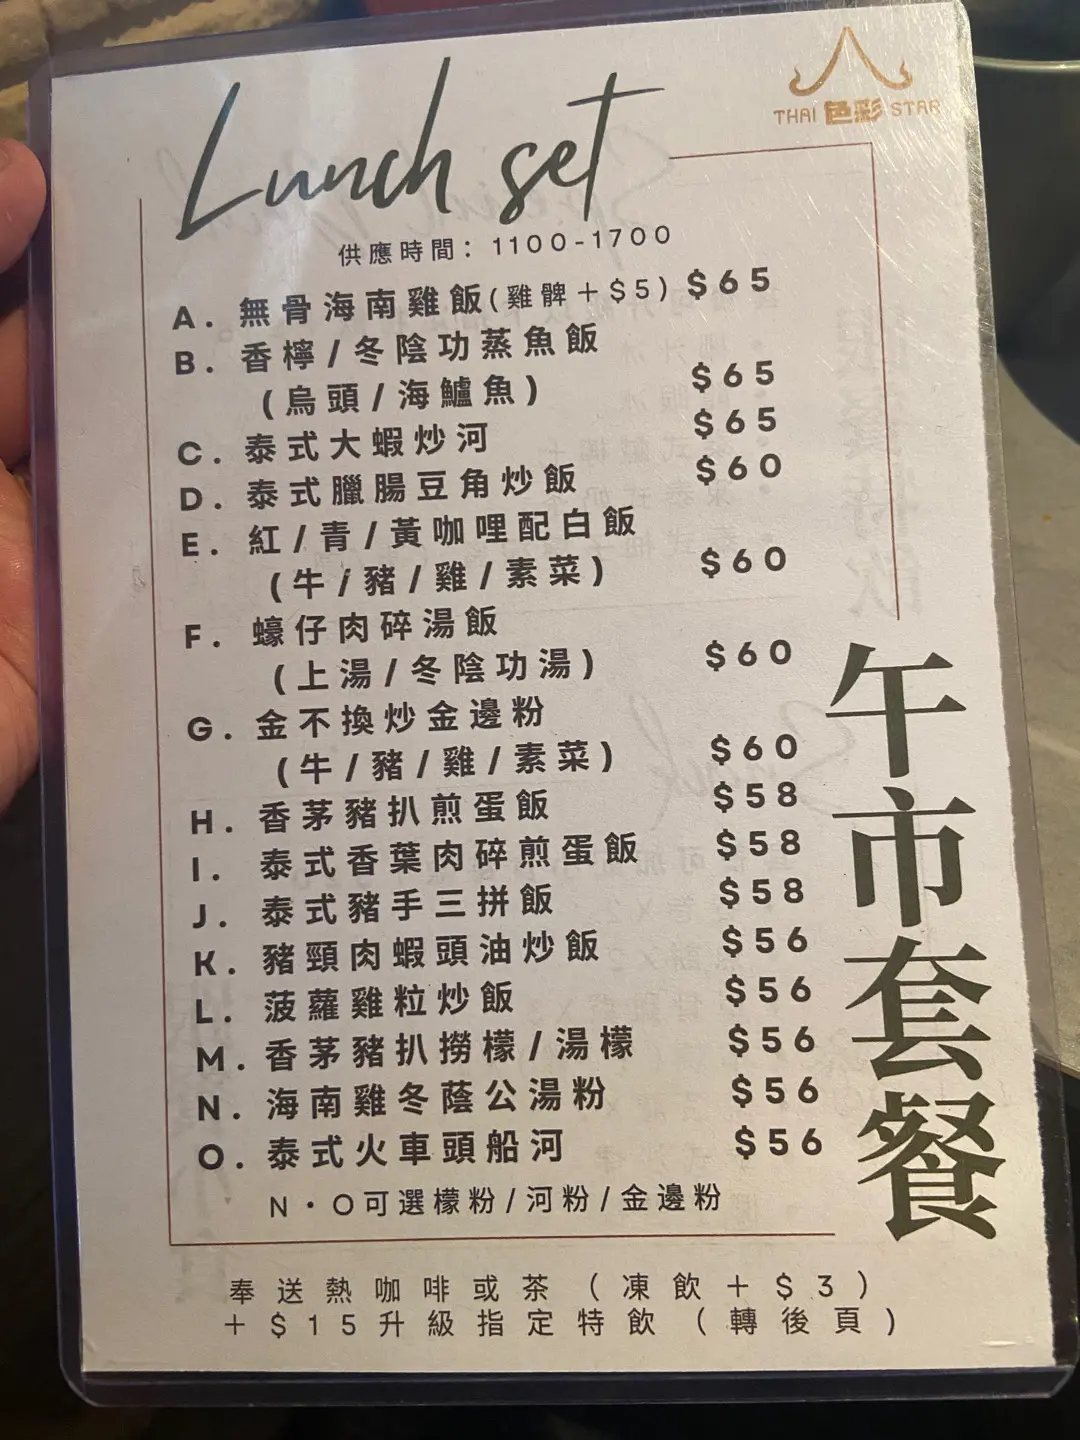 THAI 色彩 STAR
Lunch set
供應時間：1100-1700
A. 無骨海南雞飯(雞髀+$5) $65
B. 香檸/冬陰功蒸魚飯
(烏頭/海鱸魚) $65
C. 泰式大蝦炒河 $65
D. 泰式臘腸豆角炒飯 $60
E. 紅/青/黃咖哩配白飯
(牛/豬/雞/素菜) $60
F. 蠔仔肉碎湯飯
(上湯/冬陰功湯) $60
G. 金不換炒金邊粉
(牛/豬/雞/素菜) $60
H. 香茅豬扒煎蛋飯 $58
I. 泰式香葉肉碎煎蛋飯 $58
J. 泰式豬手三拼飯 $58
K. 豬頸肉蝦頭油炒飯 $56
L. 菠蘿雞粒炒飯 $56
M. 香茅豬扒撈檬/湯檬 $56
N. 海南雞冬蔭公湯粉 $56
O. 泰式火車頭船河 $56
N・O可選檬粉/河粉/金邊粉
午市套餐
奉送熱咖啡或茶(凍飲+$3)
+$15升級指定特飲(轉後頁)